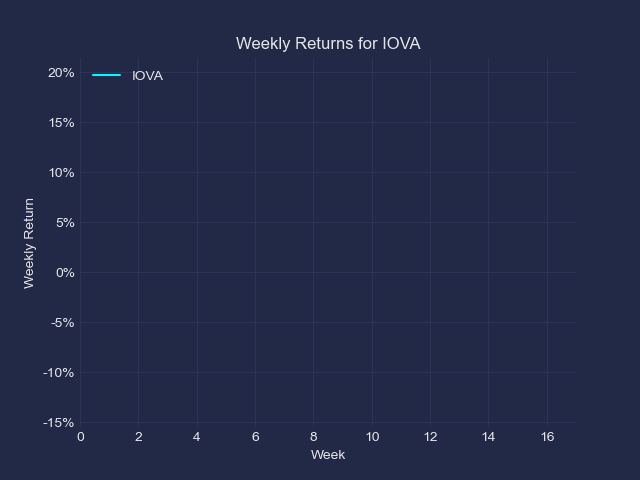 Weekly Returns for IOVA
IOVA
20%
15%
10%
5%
0%
-5%
-10%
-15%
Weekly Return
0 2 4 6 8 10 12 14 16
Week